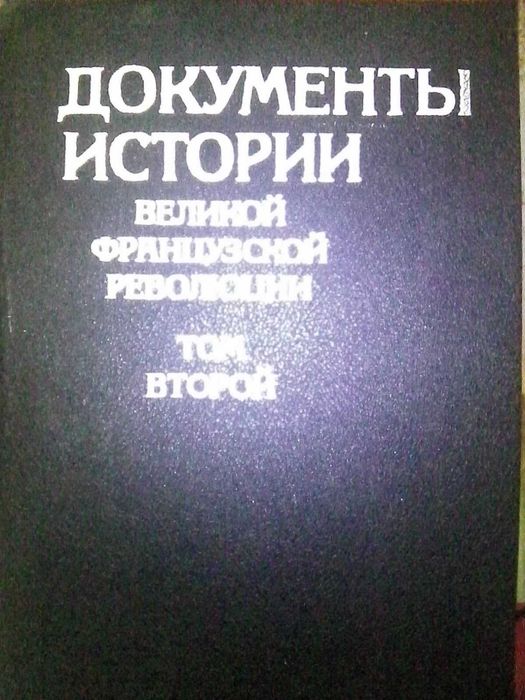 ДОКУМЕНТЫ
ИСТОРИИ
ВЕЛИКОЙ
ФРАНЦУЗСКОЙ
РЕВОЛЮЦИИ
ТОМ
ВТОРОЙ